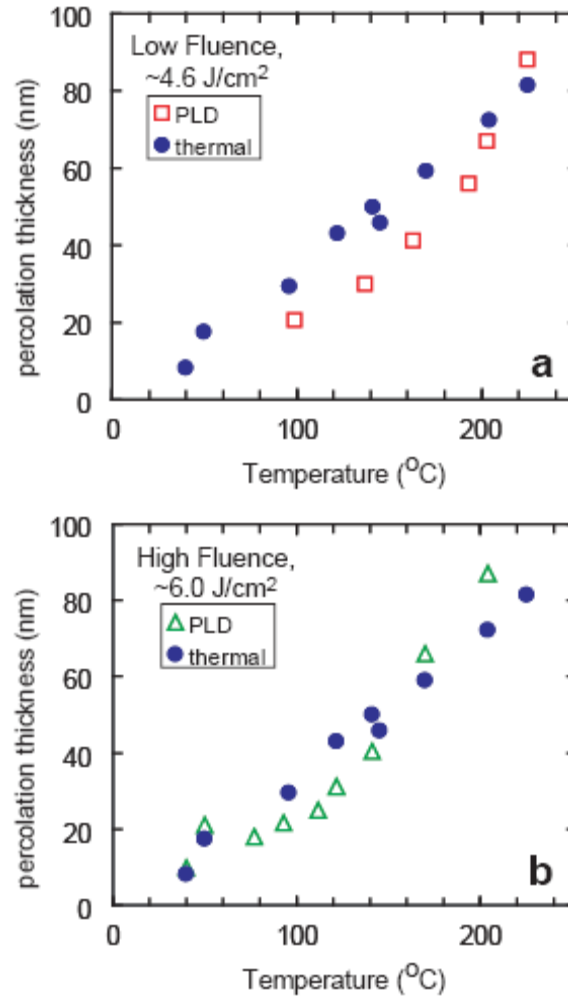 100
80
60
40
20
0
percolation thickness (nm)
Low Fluence,
~4.6 J/cm²
PLD
thermal
a
0 100 200
Temperature (°C)
100
80
60
40
20
0
percolation thickness (nm)
High Fluence,
~6.0 J/cm²
PLD
thermal
b
0 100 200
Temperature (°C)